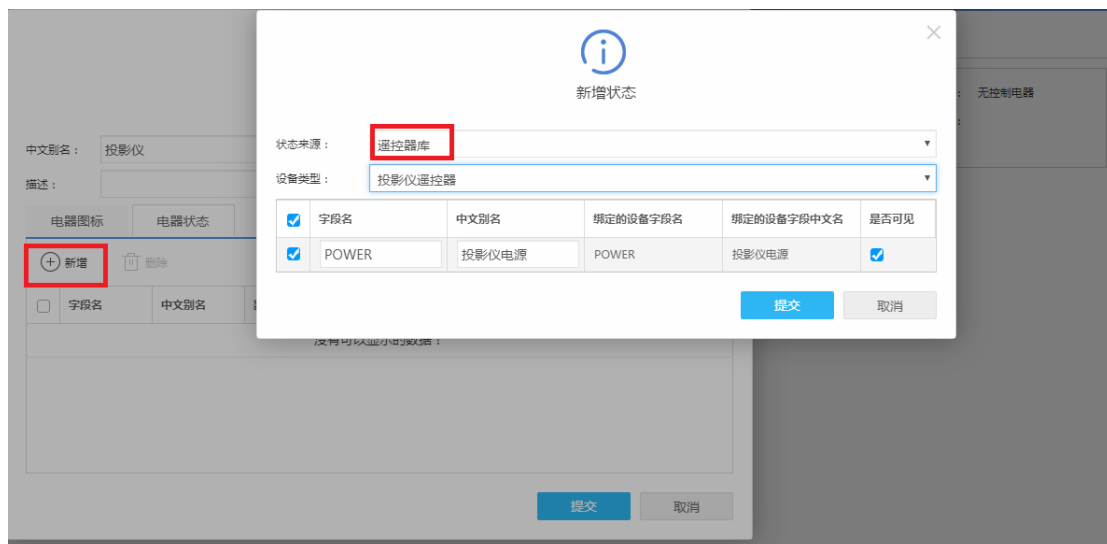 新增状态
状态来源： 遥控器库
设备类型： 投影仪遥控器
字段名 中文别名 绑定的设备字段名 绑定的设备字段中文名 是否可见
POWER 投影仪电源 POWER 投影仪电源
提交 取消
： 无控制电器
：
中文别名： 投影仪
描述：
电器图标 电器状态
新增 删除
字段名 中文别名
没有可以显示的数据！
提交 取消